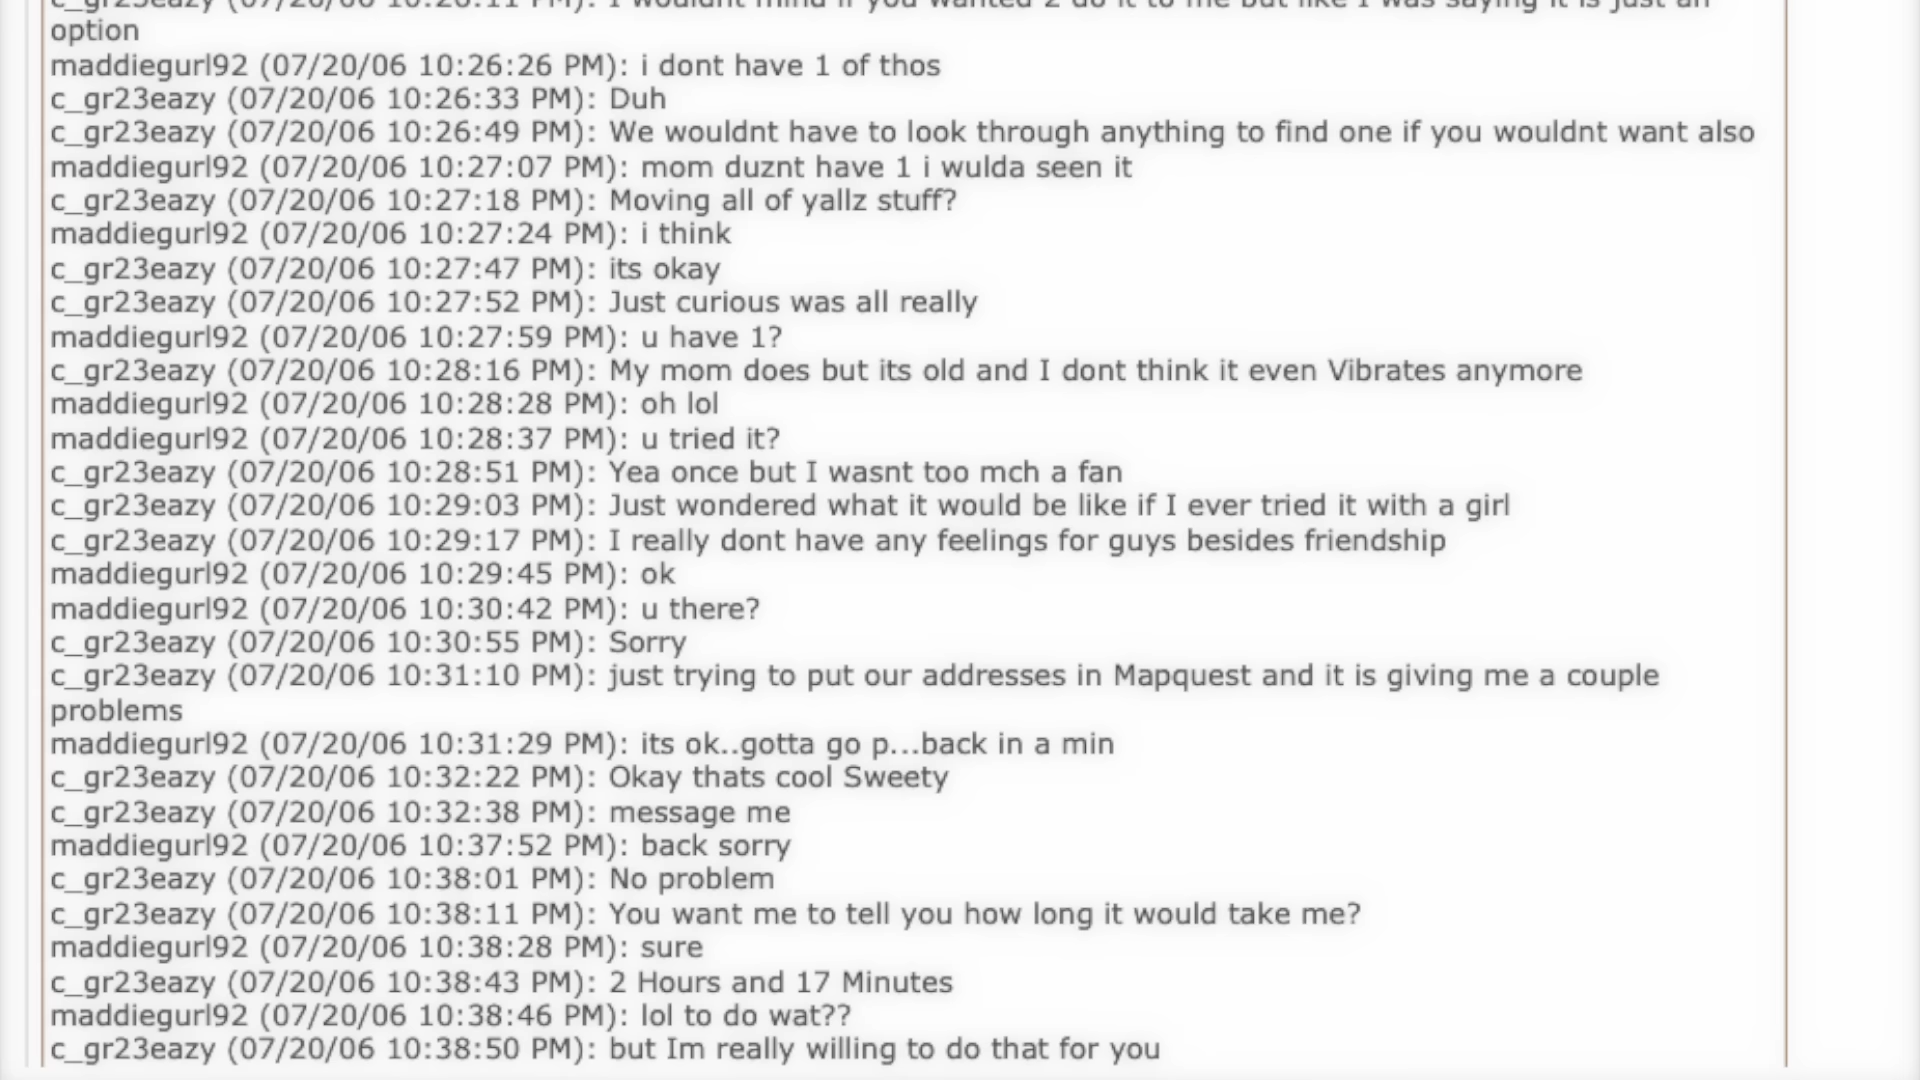 c_gr23eazy (07/20/06 10:26:11 PM): I wouldnt mind if you wanted 2 do it to me but like I was saying it is just an
option
maddiegurl92 (07/20/06 10:26:26 PM): i dont have 1 of thos
c_gr23eazy (07/20/06 10:26:33 PM): Duh
c_gr23eazy (07/20/06 10:26:49 PM): We wouldnt have to look through anything to find one if you wouldnt want also
maddiegurl92 (07/20/06 10:27:07 PM): mom duznt have 1 i wulda seen it
c_gr23eazy (07/20/06 10:27:18 PM): Moving all of yallz stuff?
maddiegurl92 (07/20/06 10:27:24 PM): i think
c_gr23eazy (07/20/06 10:27:47 PM): its okay
c_gr23eazy (07/20/06 10:27:52 PM): Just curious was all really
maddiegurl92 (07/20/06 10:27:59 PM): u have 1?
c_gr23eazy (07/20/06 10:28:16 PM): My mom does but its old and I dont think it even Vibrates anymore
maddiegurl92 (07/20/06 10:28:28 PM): oh lol
maddiegurl92 (07/20/06 10:28:37 PM): u tried it?
c_gr23eazy (07/20/06 10:28:51 PM): Yea once but I wasnt too mch a fan
c_gr23eazy (07/20/06 10:29:03 PM): Just wondered what it would be like if I ever tried it with a girl
c_gr23eazy (07/20/06 10:29:17 PM): I really dont have any feelings for guys besides friendship
maddiegurl92 (07/20/06 10:29:45 PM): ok
maddiegurl92 (07/20/06 10:30:42 PM): u there?
c_gr23eazy (07/20/06 10:30:55 PM): Sorry
c_gr23eazy (07/20/06 10:31:10 PM): just trying to put our addresses in Mapquest and it is giving me a couple
problems
maddiegurl92 (07/20/06 10:31:29 PM): its ok..gotta go p...back in a min
c_gr23eazy (07/20/06 10:32:22 PM): Okay thats cool Sweety
c_gr23eazy (07/20/06 10:32:38 PM): message me
maddiegurl92 (07/20/06 10:37:52 PM): back sorry
c_gr23eazy (07/20/06 10:38:01 PM): No problem
c_gr23eazy (07/20/06 10:38:11 PM): You want me to tell you how long it would take me?
maddiegurl92 (07/20/06 10:38:28 PM): sure
c_gr23eazy (07/20/06 10:38:43 PM): 2 Hours and 17 Minutes
maddiegurl92 (07/20/06 10:38:46 PM): lol to do wat??
c_gr23eazy (07/20/06 10:38:50 PM): but Im really willing to do that for you